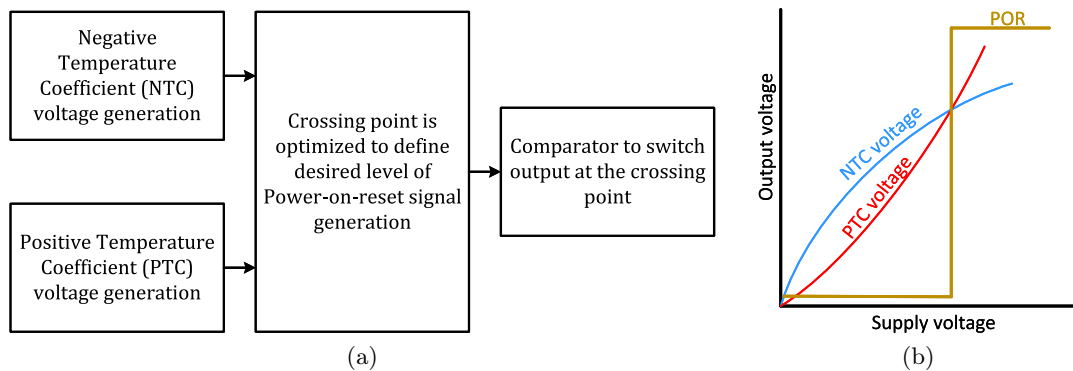 Negative
Temperature
Coefficient (NTC)
voltage generation
Positive Temperature
Coefficient (PTC)
voltage generation
Crossing point is
optimized to define
desired level of
Power-on-reset signal
generation
Comparator to switch
output at the crossing
point
(a)
POR
NTC voltage
PTC voltage
Output voltage
Supply voltage
(b)